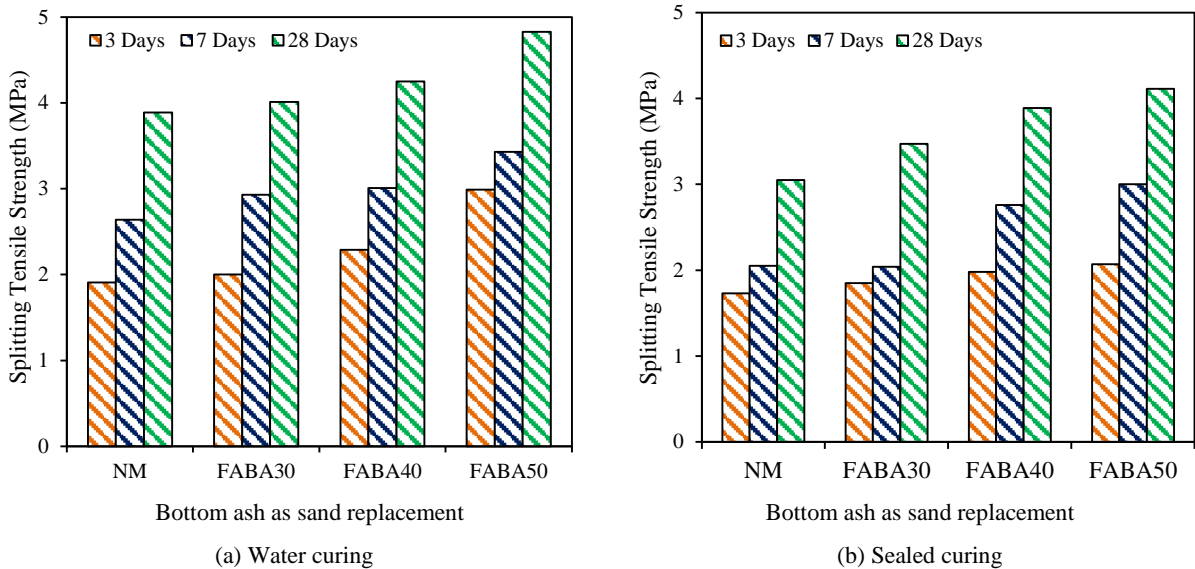 Splitting Tensile Strength (MPa)
5
4
3
2
1
0
3 Days 7 Days 28 Days
NM FABA30 FABA40 FABA50
Bottom ash as sand replacement
(a) Water curing
Splitting Tensile Strength (MPa)
5
4
3
2
1
0
3 Days 7 Days 28 Days
NM FABA30 FABA40 FABA50
Bottom ash as sand replacement
(b) Sealed curing